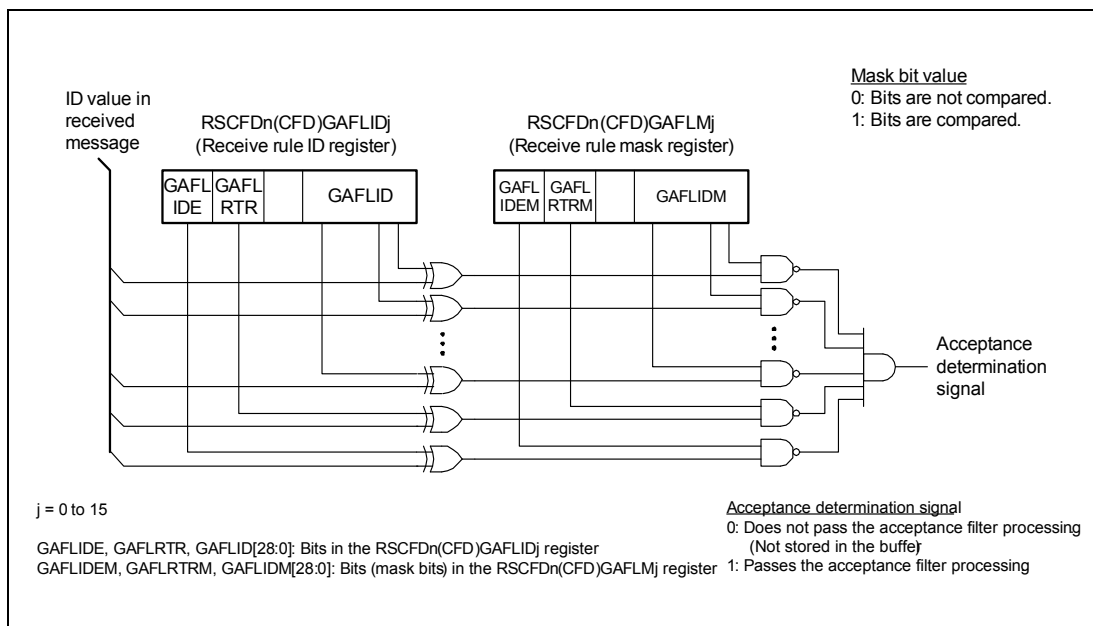 ID value in
received
message
RSCFDn(CFD)GAFLIDj
(Receive rule ID register)
RSCFDn(CFD)GAFLMj
(Receive rule mask register)
Mask bit value
0: Bits are not compared.
1: Bits are compared.
GAFL
IDE
GAFL
RTR
GAFLID
GAFL
IDEM
GAFL
RTRM
GAFLIDM
Acceptance
determination
signal
j = 0 to 15
GAFLIDE, GAFLRTR, GAFLID[28:0]: Bits in the RSCFDn(CFD)GAFLIDj register
GAFLIDEM, GAFLRTRM, GAFLIDM[28:0]: Bits (mask bits) in the RSCFDn(CFD)GAFLMj register
Acceptance determination signal
0: Does not pass the acceptance filter processing
(Not stored in the buffer)
1: Passes the acceptance filter processing